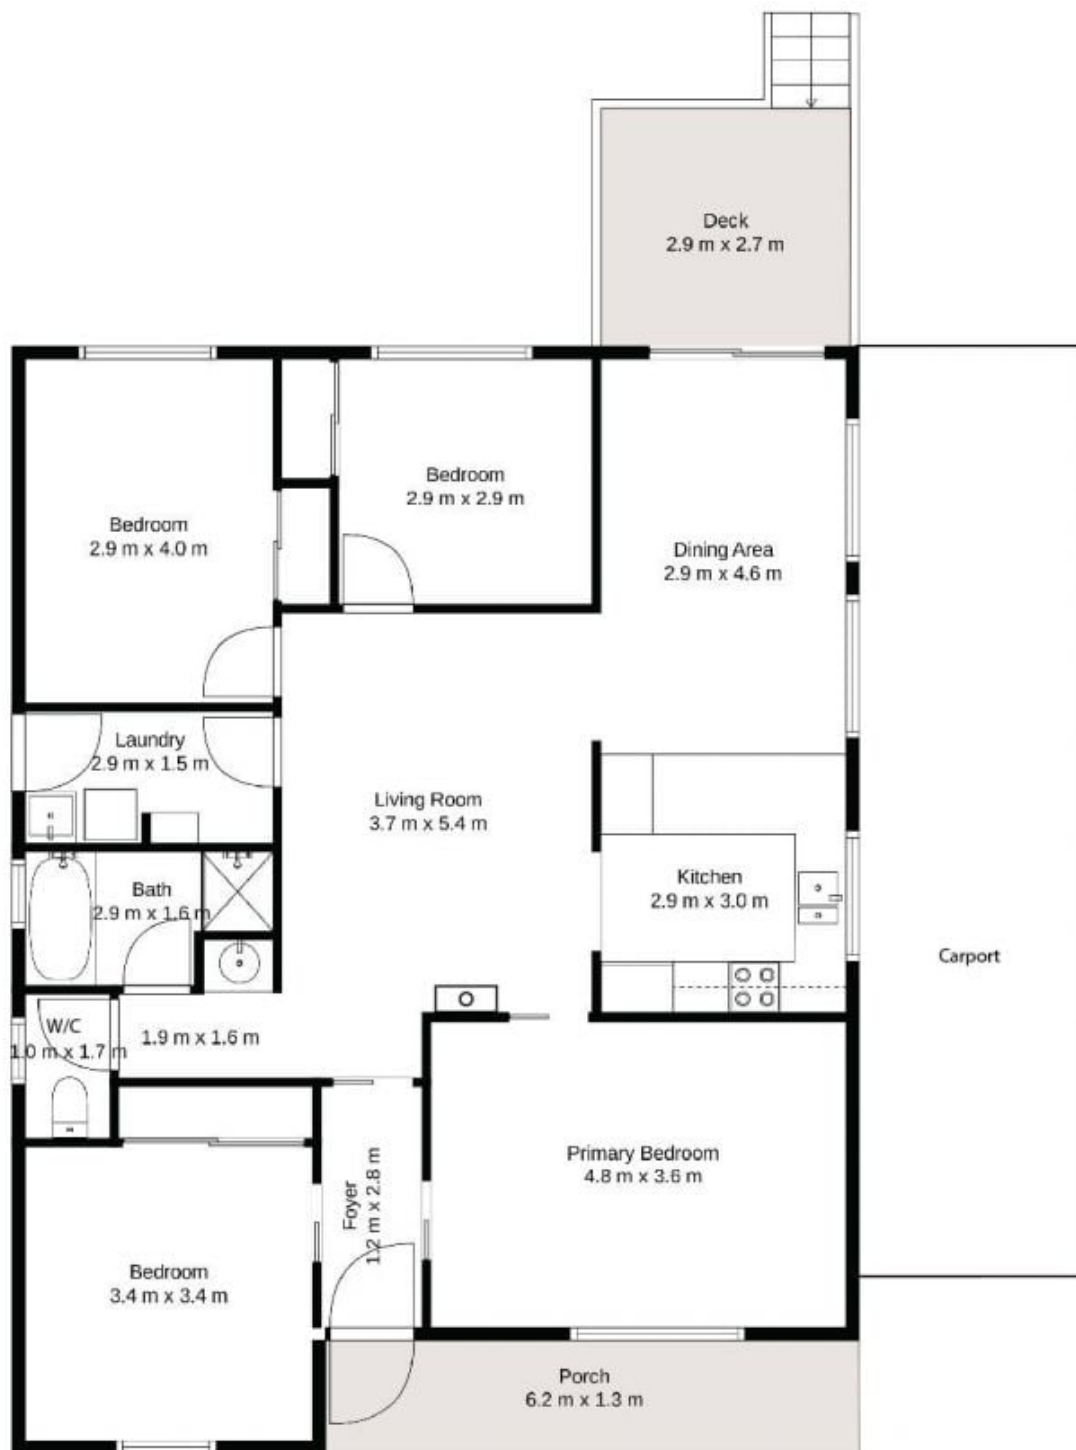 Deck
2.9 m x 2.7 m
Bedroom
2.9 m x 2.9 m
Bedroom
2.9 m x 4.0 m
Dining Area
2.9 m x 4.6 m
Laundry
2.9 m x 1.5 m
Living Room
3.7 m x 5.4 m
Kitchen
2.9 m x 3.0 m
Bath
2.9 m x 1.6 m
Carport
W/C
1.0 m x 1.7 m
1.9 m x 1.6 m
Primary Bedroom
4.8 m x 3.6 m
Foyer
1.2 m x 2.8 m
Bedroom
3.4 m x 3.4 m
Porch
6.2 m x 1.3 m